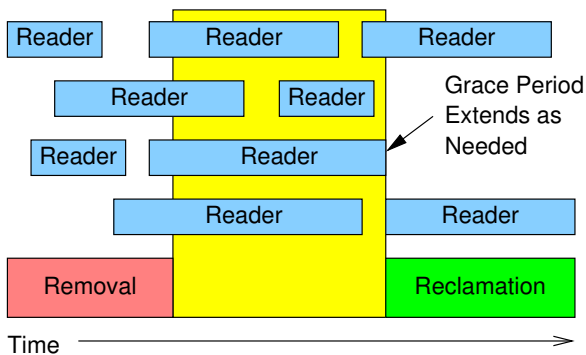 Reader
Reader
Reader
Reader
Reader
Grace Period
Extends as
Needed
Reader
Reader
Reader
Reader
Removal
Reclamation
Time